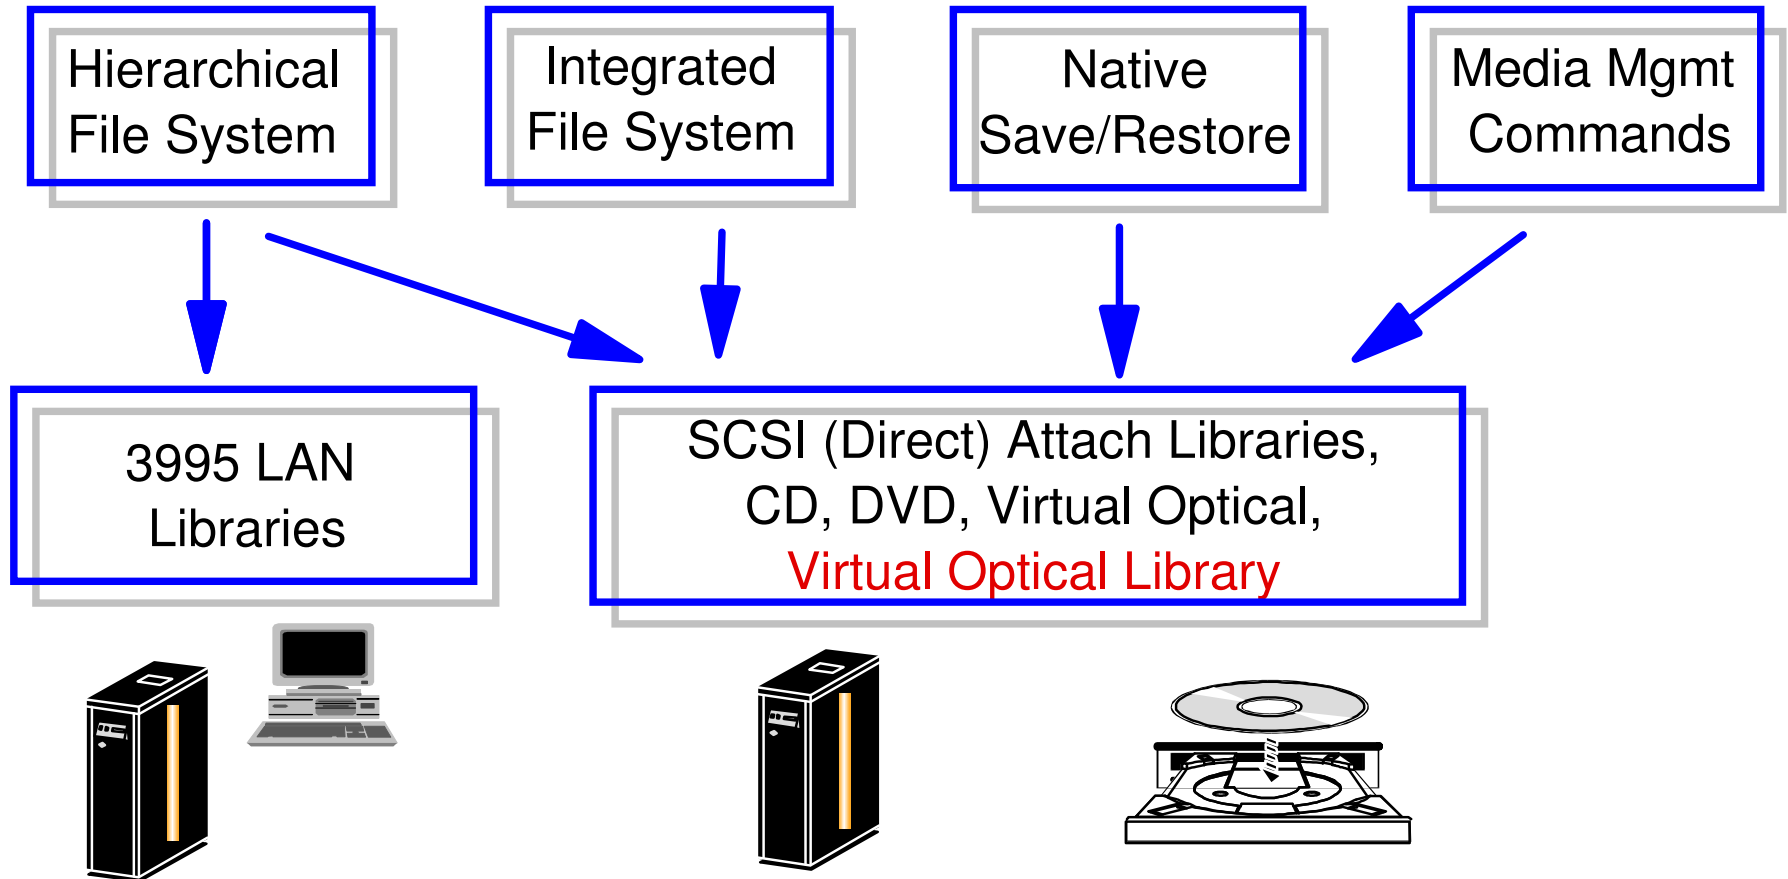 Hierarchical
File System
Integrated
File System
Native
Save/Restore
Media Mgmt
Commands
3995 LAN
Libraries
SCSI (Direct) Attach Libraries,
CD, DVD, Virtual Optical,
Virtual Optical Library